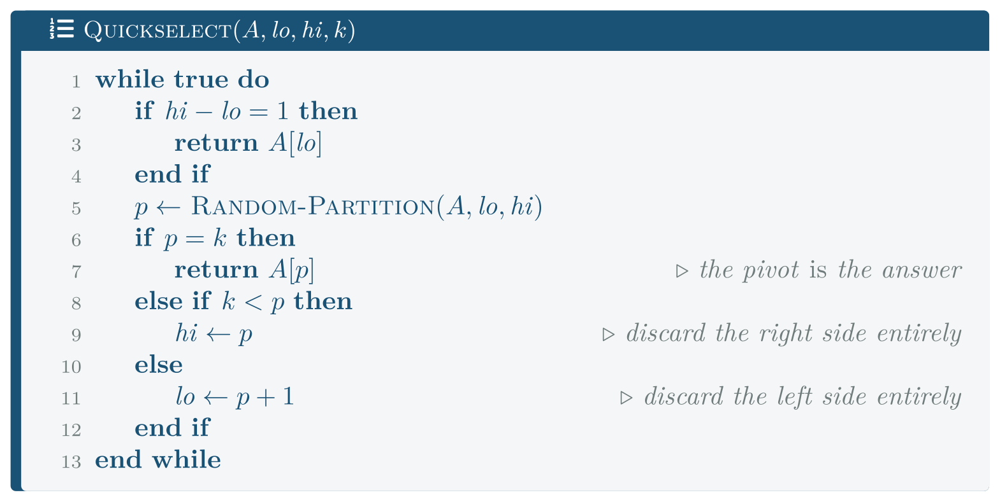 QUICKSELECT(A, lo, hi, k)
1 while true do
2 if hi − lo = 1 then
3 return A[lo]
4 end if
5 p ← RANDOM-PARTITION(A, lo, hi)
6 if p = k then
7 return A[p] ▷ the pivot is the answer
8 else if k < p then
9 hi ← p ▷ discard the right side entirely
10 else
11 lo ← p + 1 ▷ discard the left side entirely
12 end if
13 end while